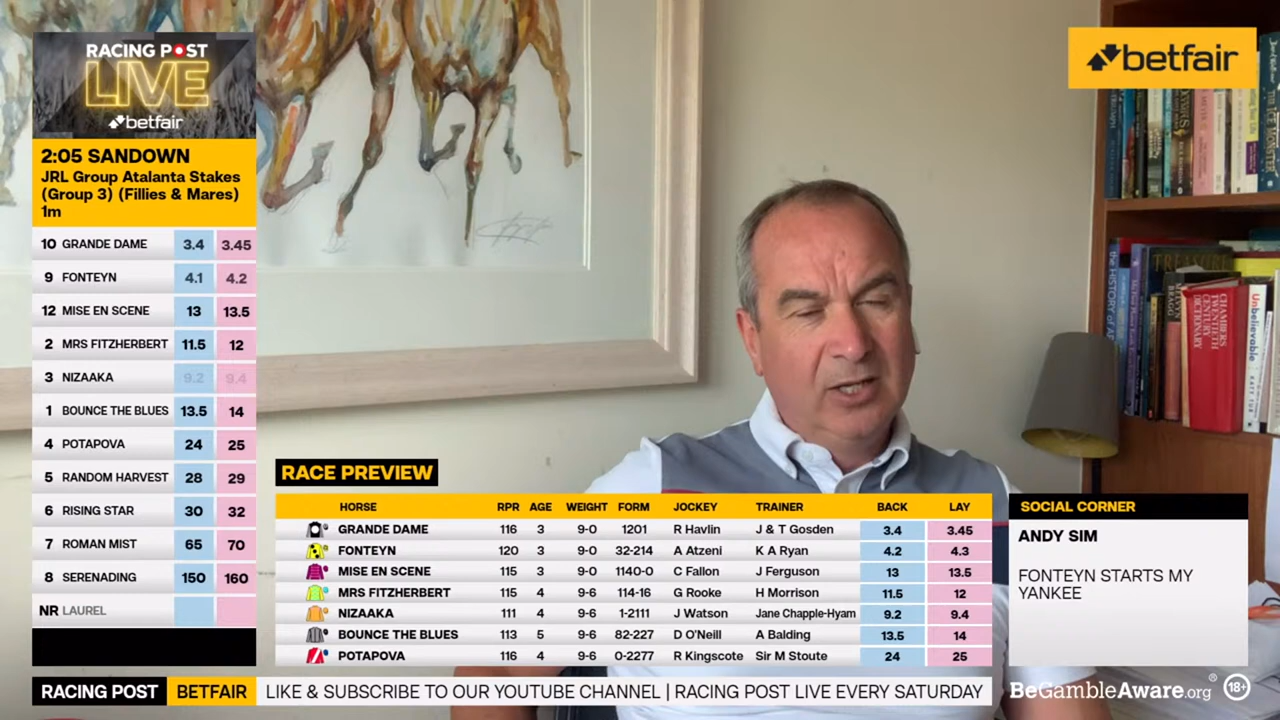 RACING POST
LIVE
betfair
2:05 SANDOWN
JRL Group Atalanta Stakes
(Group 3) (Fillies & Mares)
1m
10 GRANDE DAME 3.4 3.45
9 FONTEYN 4.1 4.2
12 MISE EN SCENE 13 13.5
2 MRS FITZHERBERT 11.5 12
3 NIZAAKA 9.2 9.4
1 BOUNCE THE BLUES 13.5 14
4 POTAPOVA 24 25
5 RANDOM HARVEST 28 29
6 RISING STAR 30 32
7 ROMAN MIST 65 70
8 SERENADING 150 160
NR LAUREL
betfair
TREASURE
the HISTORY OF
MELVYN BRAGG
CHAMBERS TWENTIETH CENTURY DICTIONARY
Unbelievable
RACE PREVIEW
HORSE RPR AGE WEIGHT FORM JOCKEY TRAINER BACK LAY
GRANDE DAME 116 3 9-0 1201 R Havlin J & T Gosden 3.4 3.45
FONTEYN 120 3 9-0 32-214 A Atzeni K A Ryan 4.2 4.3
MISE EN SCENE 115 3 9-0 1140-0 C Fallon J Ferguson 13 13.5
MRS FITZHERBERT 115 4 9-6 114-16 G Rooke H Morrison 11.5 12
NIZAAKA 111 4 9-6 1-2111 J Watson Jane Chapple-Hyam 9.2 9.4
BOUNCE THE BLUES 113 5 9-6 82-227 D O'Neill A Balding 13.5 14
POTAPOVA 116 4 9-6 0-2277 R Kingscote Sir M Stoute 24 25
SOCIAL CORNER
ANDY SIM
FONTEYN STARTS MY
YANKEE
RACING POST BETFAIR LIKE & SUBSCRIBE TO OUR YOUTUBE CHANNEL | RACING POST LIVE EVERY SATURDAY
BeGambleAware.org® 18+